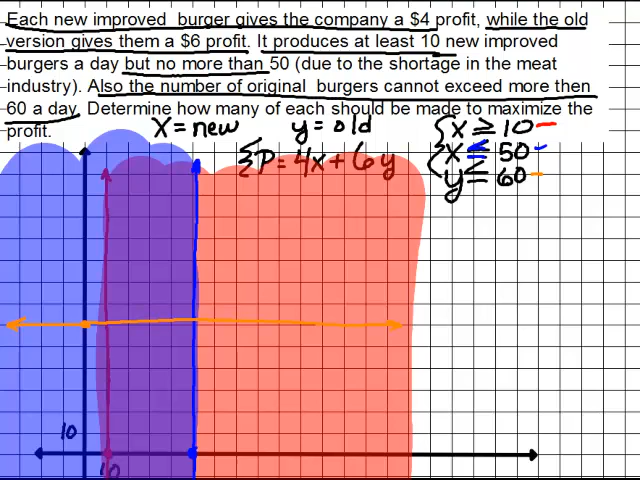 Each new improved burger gives the company a $4 profit, while the old
version gives them a $6 profit. It produces at least 10 new improved
burgers a day but no more than 50 (due to the shortage in the meat
industry). Also the number of original burgers cannot exceed more then
60 a day. Determine how many of each should be made to maximize the
profit.
X = new y = old
P = 4x + 6y
x ≥ 10
x ≤ 50
y ≤ 60
10
10